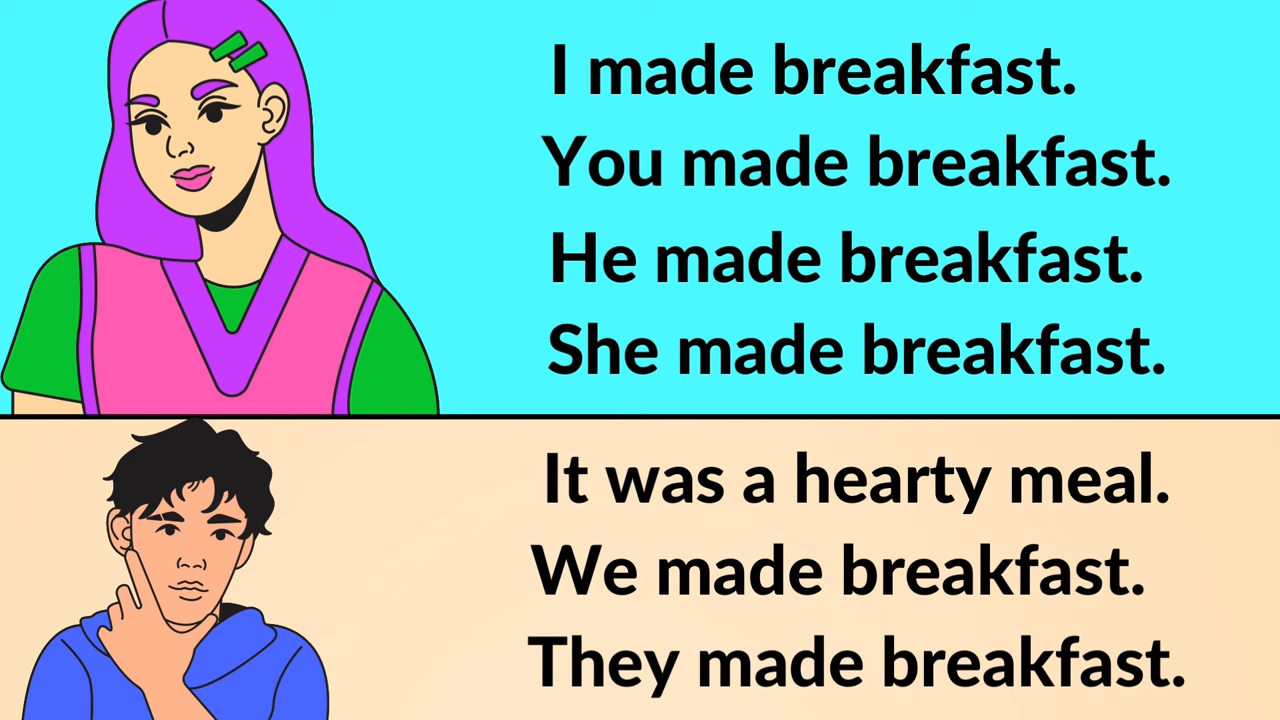 I made breakfast.
You made breakfast.
He made breakfast.
She made breakfast.
It was a hearty meal.
We made breakfast.
They made breakfast.